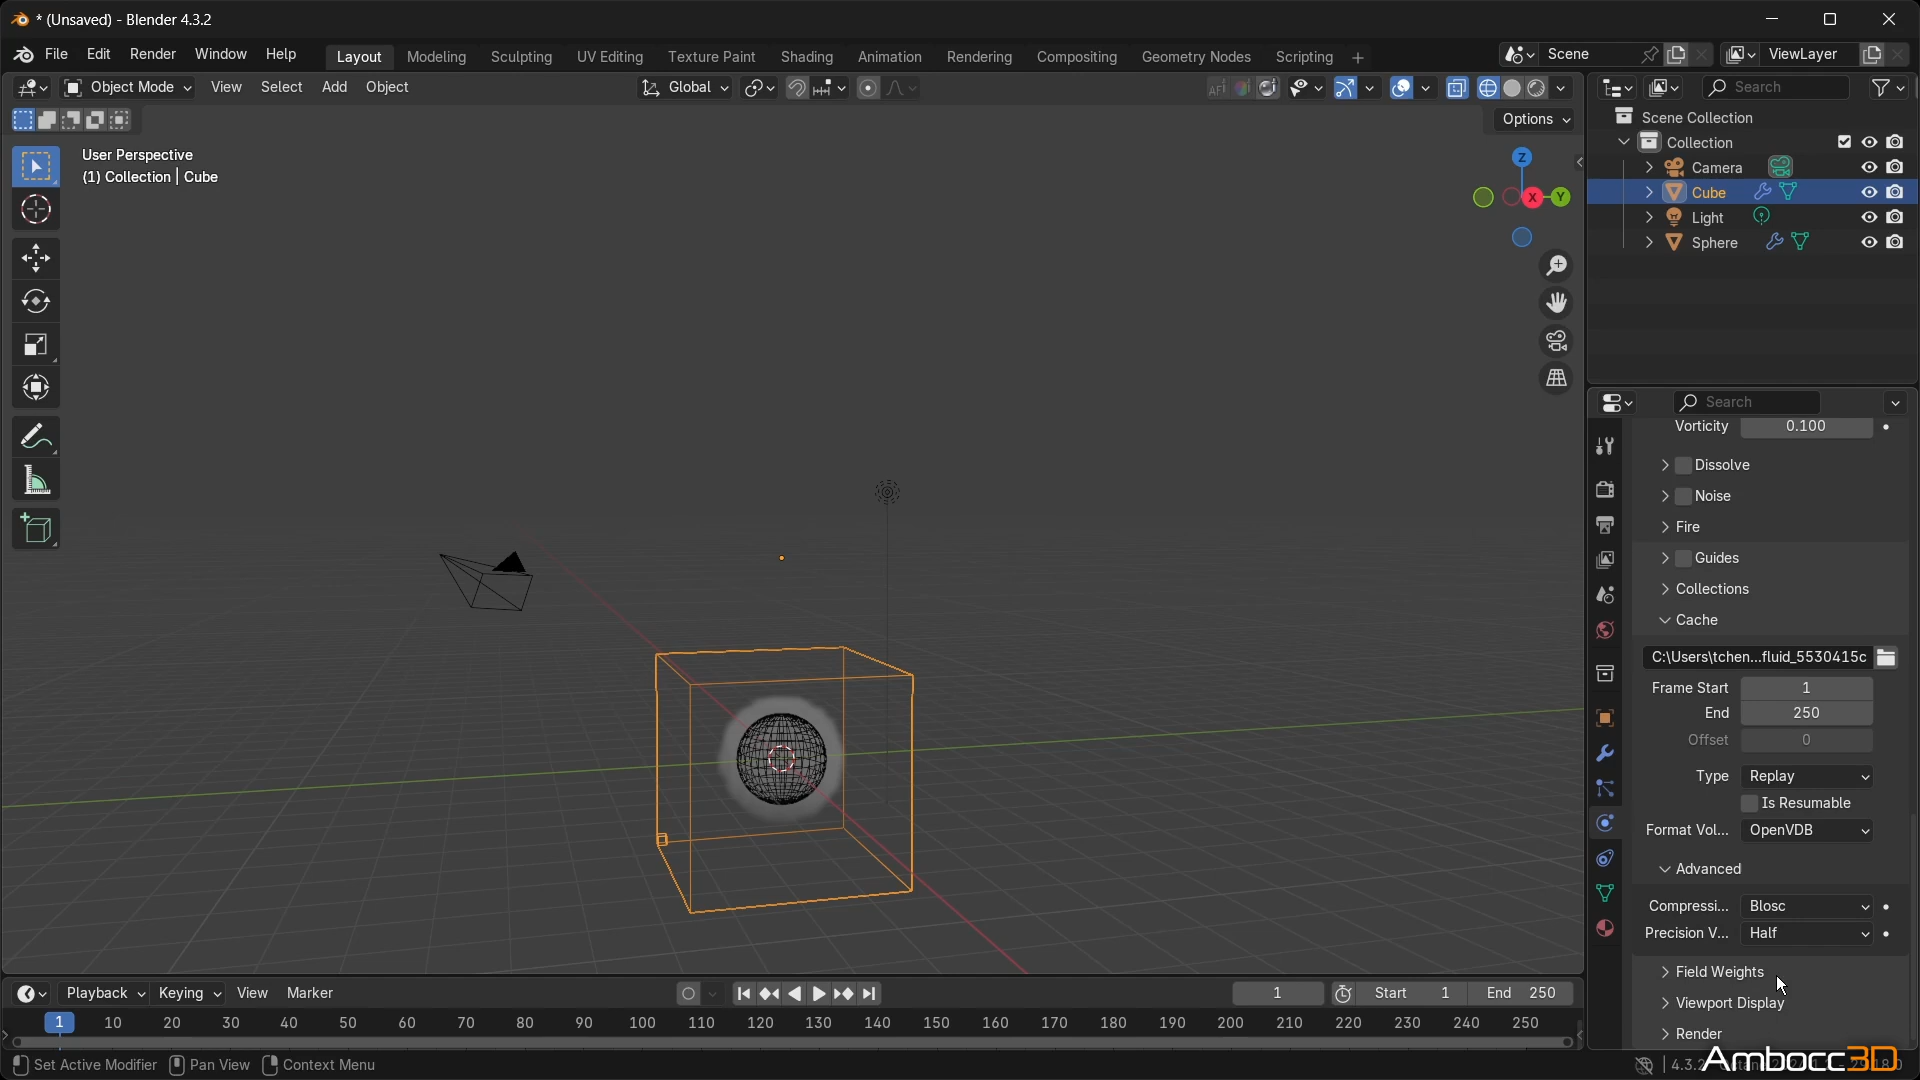 * (Unsaved) - Blender 4.3.2
File Edit Render Window Help Layout Modeling Sculpting UV Editing Texture Paint Shading Animation Rendering Compositing Geometry Nodes Scripting + Scene ViewLayer
Object Mode View Select Add Object Global Search
Options
User Perspective
(1) Collection | Cube
Z
X
Y
Scene Collection
Collection
Camera
Cube
Light
Sphere
Search
Vorticity 0.100
Dissolve
Noise
Fire
Guides
Collections
Cache
C:\Users\tchen...fluid_5530415c
Frame Start 1
End 250
Offset 0
Type Replay
Is Resumable
Format Vol... OpenVDB
Advanced
Compressi... Blosc
Precision V... Half
Field Weights
Viewport Display
Render
Playback Keying View Marker 1 Start 1 End 250
1 10 20 30 40 50 60 70 80 90 100 110 120 130 140 150 160 170 180 190 200 210 220 230 240 250
Set Active Modifier Pan View Context Menu 4.3.2
Ambocc3D